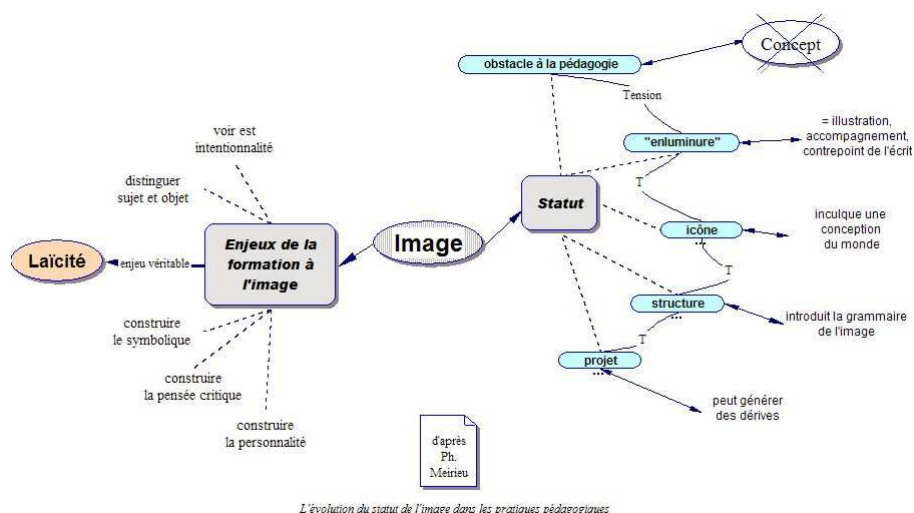 Concept
obstacle à la pédagogie
Tension
"enluminure"
= illustration,
accompagnement,
contrepoint de l'écrit
T
voir est
intentionnalité
distinguer
sujet et objet
Statut
Image
icône
...
inculque une
conception
du monde
Enjeux de la
formation à
l'image
Laïcité
enjeu véritable
T
structure
...
introduit la grammaire
de l'image
construire
le symbolique
T
projet
...
construire
la pensée critique
peut générer
des dérives
construire
la personnalité
d'après
Ph.
Meirieu
L'évolution du statut de l'image dans les pratiques pédagogiques